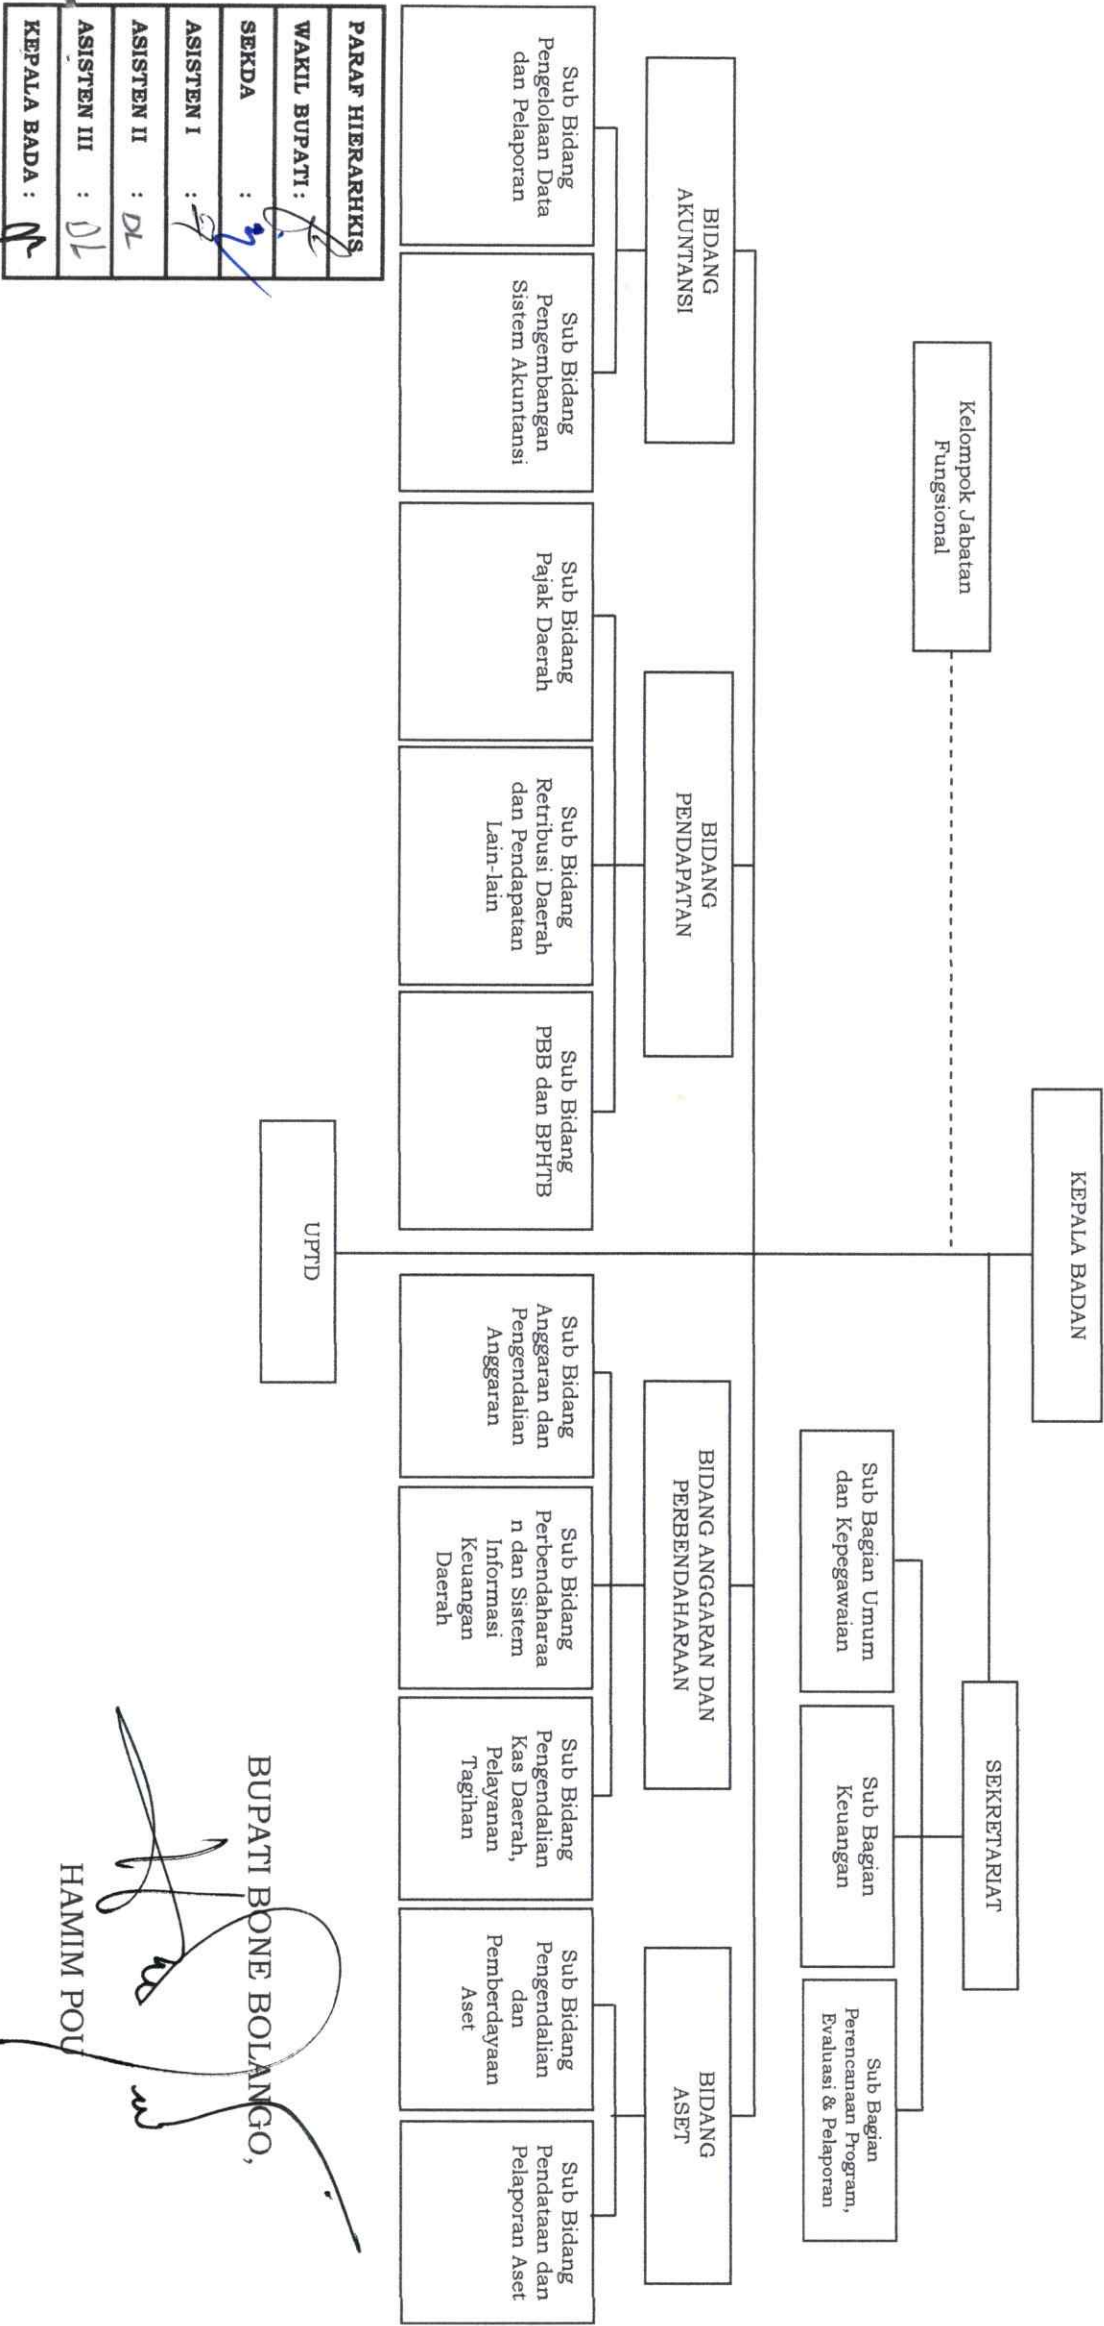 KEPALA BADAN
Kelompok Jabatan
Fungsional
SEKRETARIAT
Sub Bagian Umum
dan Kepegawaian
Sub Bagian
Keuangan
Sub Bagian
Perencanaan Program,
Evaluasi & Pelaporan
BIDANG
AKUNTANSI
BIDANG
PENDAPATAN
BIDANG ANGGARAN DAN
PERBENDAHARAAN
BIDANG
ASET
Sub Bidang
Pengelolaan Data
dan Pelaporan
Sub Bidang
Pengembangan
Sistem Akuntansi
Sub Bidang
Pajak Daerah
Sub Bidang
Retribusi Daerah
dan Pendapatan
Lain-lain
Sub Bidang
PBB dan BPHTB
Sub Bidang
Anggaran dan
Pengendalian
Anggaran
Sub Bidang
Perbendaharaa
n dan Sistem
Informasi
Keuangan
Daerah
Sub Bidang
Pengendalian
Kas Daerah,
Pelayanan
Tagihan
Sub Bidang
Pengendalian
dan
Pemberdayaan
Aset
Sub Bidang
Pendataan dan
Pelaporan Aset
UPTD
PARAF HIERARHKIS
WAKIL BUPATI :
SEKDA :
ASISTEN I :
ASISTEN II : DL
ASISTEN III : DL
KEPALA BADA :
BUPATI BONE BOLANGO,
HAMIM POU